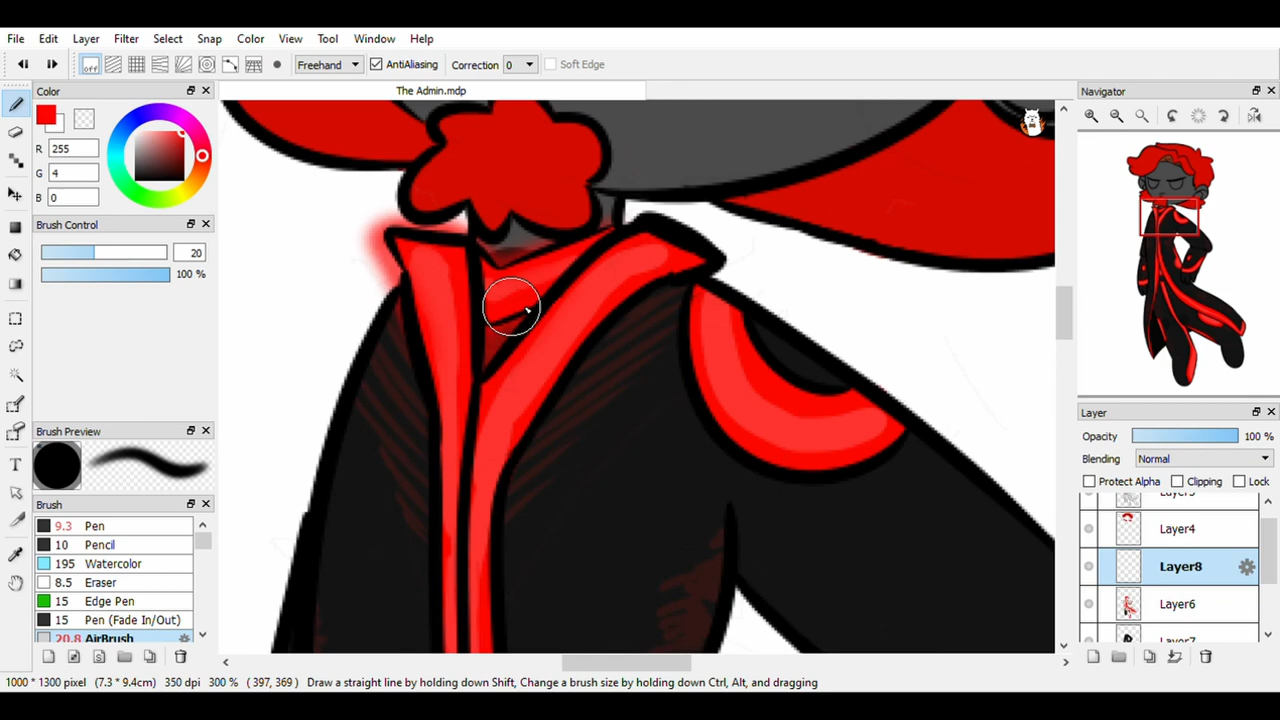 File Edit Layer Filter Select Snap Color View Tool Window Help
off Freehand AntiAliasing Correction 0 Soft Edge
Color
The Admin.mdp
Navigator
R 255
G 4
B 0
Brush Control
20
100 %
Brush Preview
Brush
9.3 Pen
10 Pencil
195 Watercolor
8.5 Eraser
15 Edge Pen
15 Pen (Fade In/Out)
20.8 AirBrush
Layer
Opacity 100 %
Blending Normal
Protect Alpha Clipping Lock
Layer5
Layer4
Layer8
Layer6
Layer7
1000 * 1300 pixel (7.3 * 9.4cm) 350 dpi 300 % ( 397, 369 ) Draw a straight line by holding down Shift, Change a brush size by holding down Ctrl, Alt, and dragging